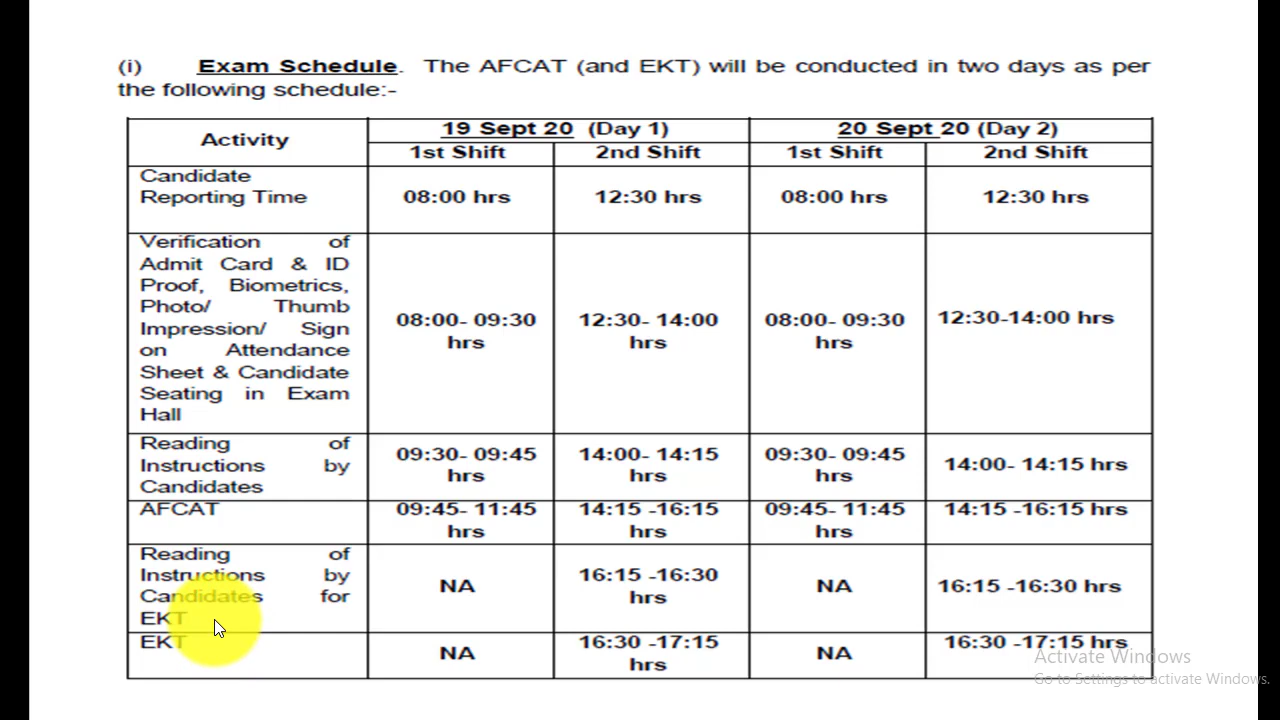 (i) Exam Schedule. The AFCAT (and EKT) will be conducted in two days as per
the following schedule:-
Activity
19 Sept 20 (Day 1)
20 Sept 20 (Day 2)
1st Shift
2nd Shift
1st Shift
2nd Shift
Candidate
Reporting Time
08:00 hrs
12:30 hrs
08:00 hrs
12:30 hrs
Verification of
Admit Card & ID
Proof, Biometrics,
Photo/ Thumb
Impression/ Sign
on Attendance
Sheet & Candidate
Seating in Exam
Hall
08:00- 09:30
hrs
12:30- 14:00
hrs
08:00- 09:30
hrs
12:30-14:00 hrs
Reading of
Instructions by
Candidates
09:30- 09:45
hrs
14:00- 14:15
hrs
09:30- 09:45
hrs
14:00- 14:15 hrs
AFCAT
09:45- 11:45
hrs
14:15 -16:15
hrs
09:45- 11:45
hrs
14:15 -16:15 hrs
Reading of
Instructions by
Candidates for
EKT
NA
16:15 -16:30
hrs
NA
16:15 -16:30 hrs
EKT
NA
16:30 -17:15
hrs
NA
16:30 -17:15 hrs
Activate Windows
Go to Settings to activate Windows.